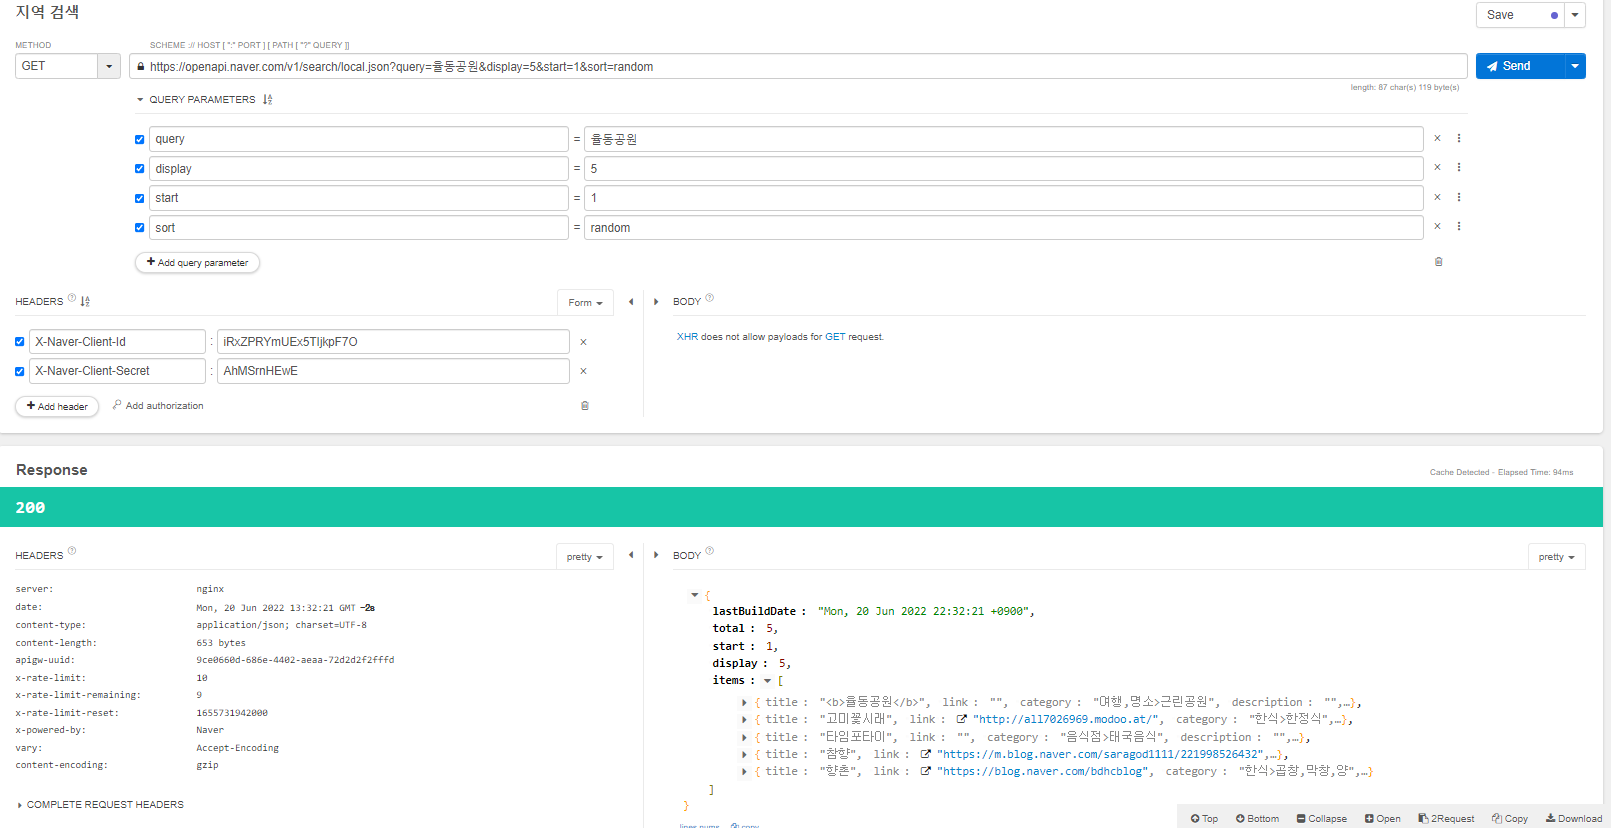 지역 검색
Save
METHOD
SCHEME :// HOST [ ":" PORT ] [ PATH [ "?" QUERY ]]
GET
https://openapi.naver.com/v1/search/local.json?query=율동공원&display=5&start=1&sort=random
Send
length: 87 char(s) 119 byte(s)
QUERY PARAMETERS
query = 율동공원
display = 5
start = 1
sort = random
+ Add query parameter
HEADERS
Form
BODY
X-Naver-Client-Id : iRxZPRYmUEx5TIjkpF7O
XHR does not allow payloads for GET request.
X-Naver-Client-Secret : AhMSrnHEwE
+ Add header
Add authorization
Response
Cache Detected - Elapsed Time: 94ms
200
HEADERS
pretty
BODY
pretty
server: nginx
date: Mon, 20 Jun 2022 13:32:21 GMT -2s
content-type: application/json; charset=UTF-8
content-length: 653 bytes
apigw-uuid: 9ce0660d-686e-4402-aeaa-72d2d2f2fffd
x-rate-limit: 10
x-rate-limit-remaining: 9
x-rate-limit-reset: 1655731942000
x-powered-by: Naver
vary: Accept-Encoding
content-encoding: gzip
COMPLETE REQUEST HEADERS
{
lastBuildDate : "Mon, 20 Jun 2022 22:32:21 +0900",
total : 5,
start : 1,
display : 5,
items : [
{ title : "<b>율동공원</b>", link : "", category : "여행,명소>근린공원", description : "",…},
{ title : "고미꽃시래", link : "http://all7026969.modoo.at/", category : "한식>한정식",…},
{ title : "타임포타이", link : "", category : "음식점>태국음식", description : "",…},
{ title : "참향", link : "https://m.blog.naver.com/saragod1111/221998526432",…},
{ title : "향촌", link : "https://blog.naver.com/bdhcblog", category : "한식>곱창,막창,양",…}
]
}
lines nums
copy
Top
Bottom
Collapse
Open
2Request
Copy
Download